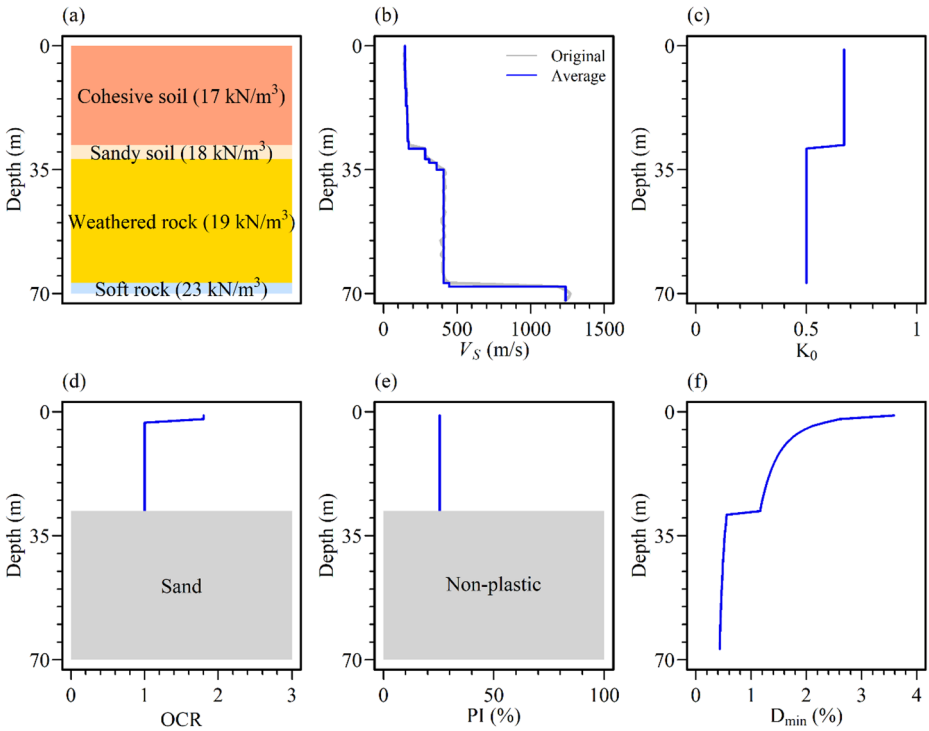 (a)
0
35
70
Depth (m)
Cohesive soil (17 kN/m³)
Sandy soil (18 kN/m³)
Weathered rock (19 kN/m³)
Soft rock (23 kN/m³)
(b)
0
35
70
Depth (m)
Original
Average
0 500 1000 1500
V_S (m/s)
(c)
0
35
70
Depth (m)
0 0.5 1
K₀
(d)
0
35
70
Depth (m)
Sand
0 1 2 3
OCR
(e)
0
35
70
Depth (m)
Non-plastic
0 50 100
PI (%)
(f)
0
35
70
Depth (m)
0 1 2 3 4
D_min (%)